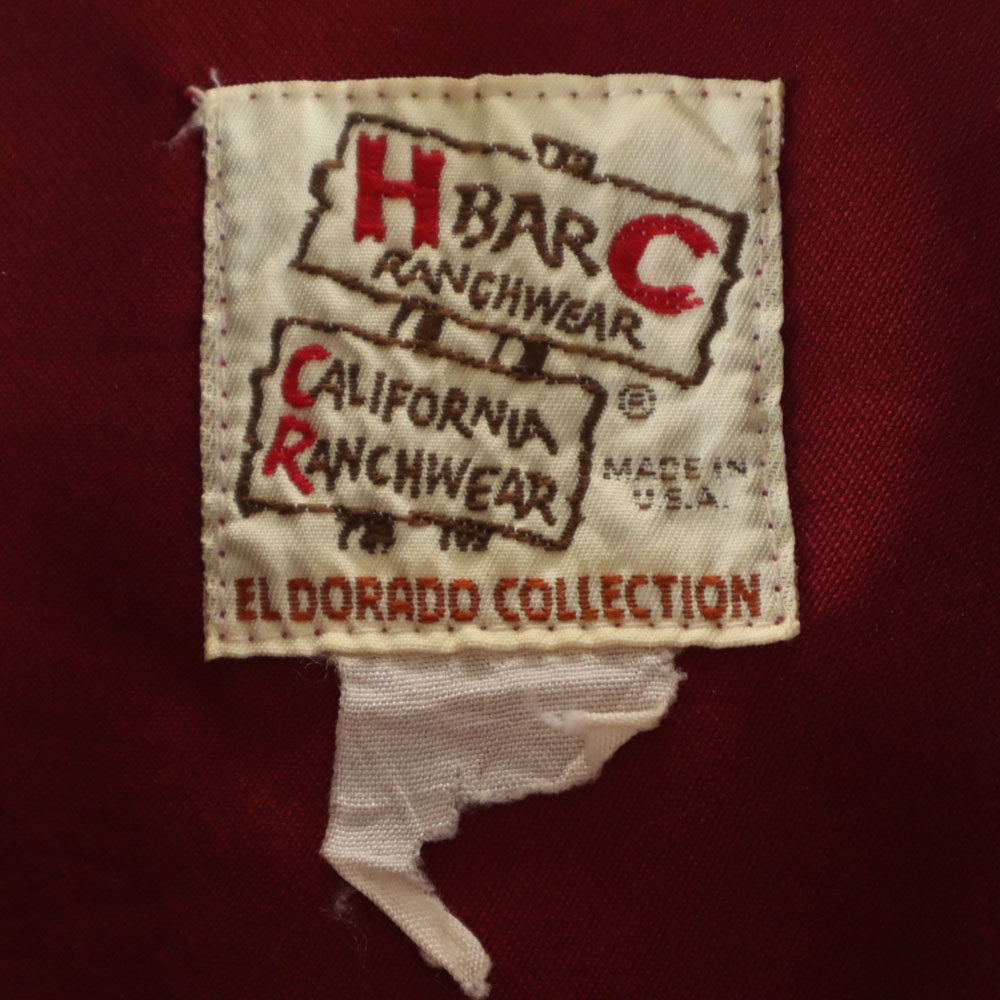 H BAR C
RANCHWEAR
CALIFORNIA
RANCHWEAR
®
MADE IN
U.S.A.
EL DORADO COLLECTION